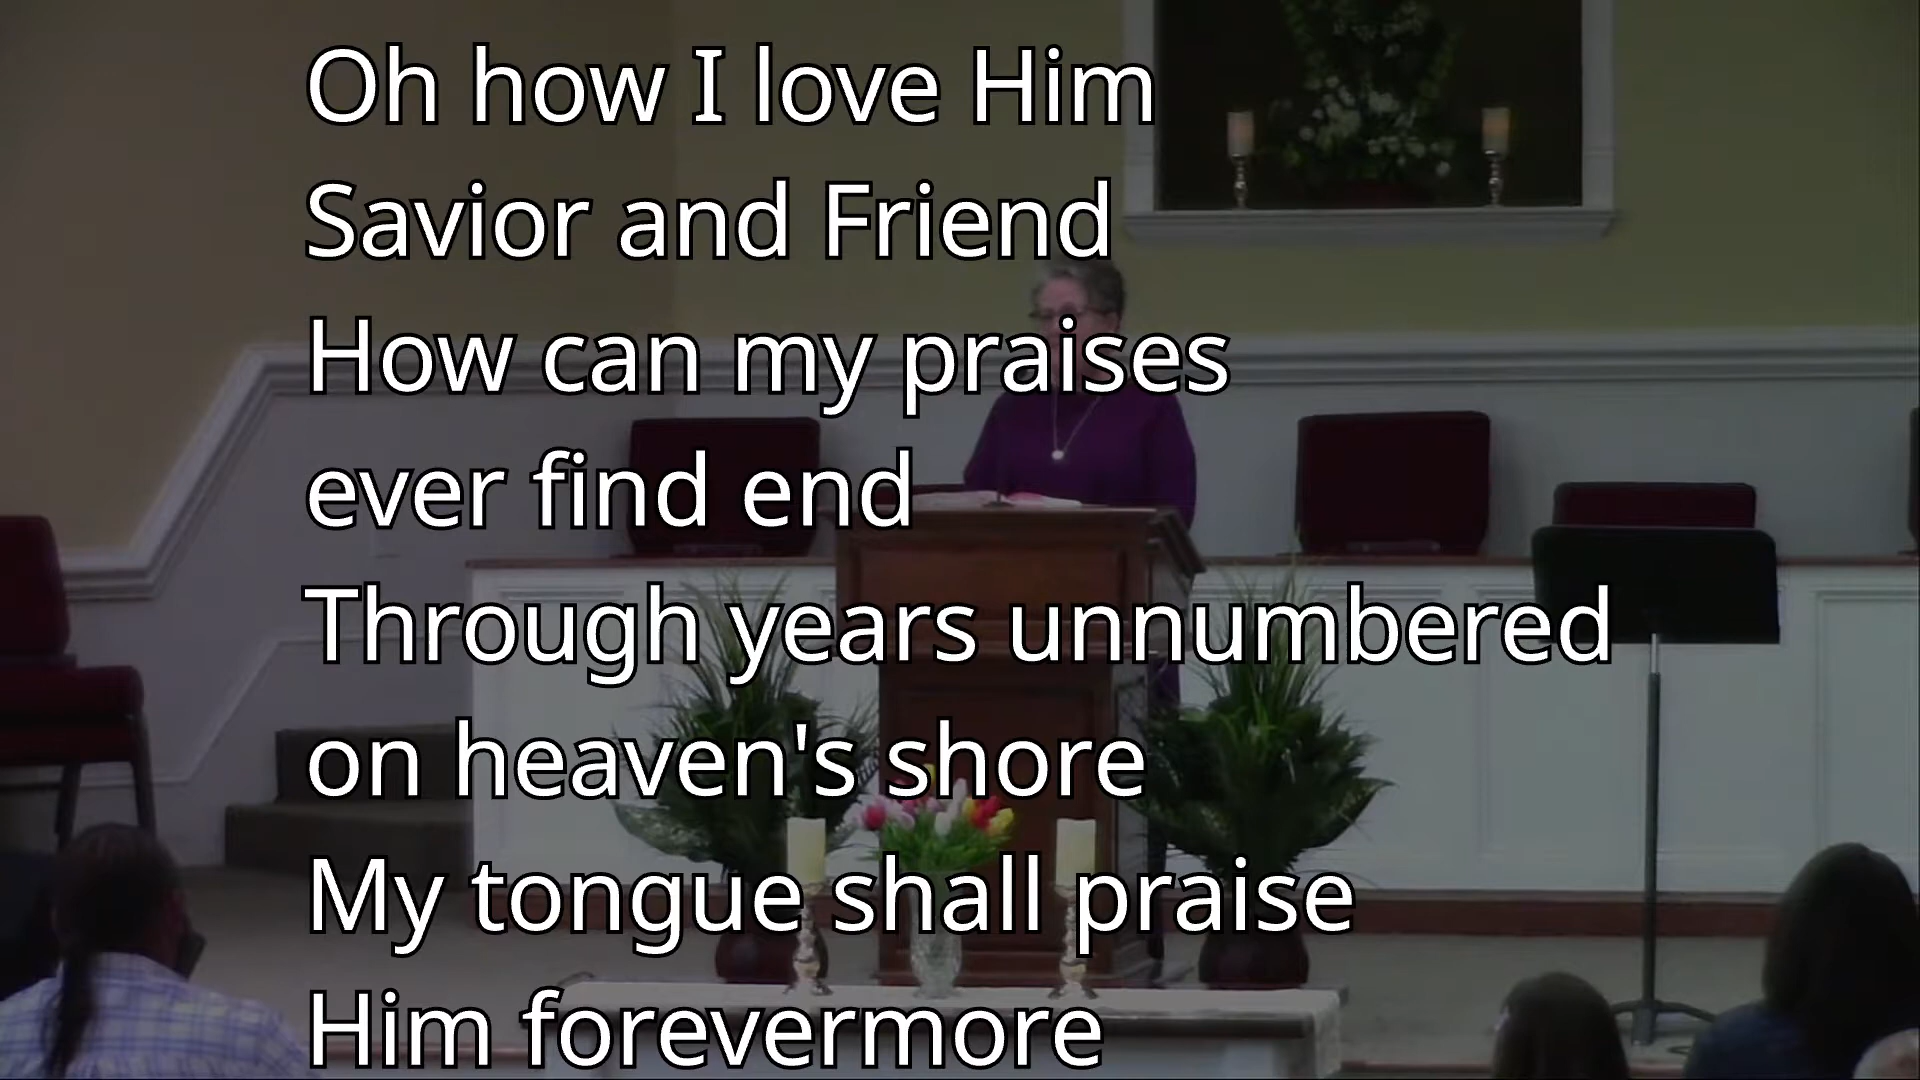 Oh how I love Him
Savior and Friend
How can my praises
ever find end
Through years unnumbered
on heaven's shore
My tongue shall praise
Him forevermore